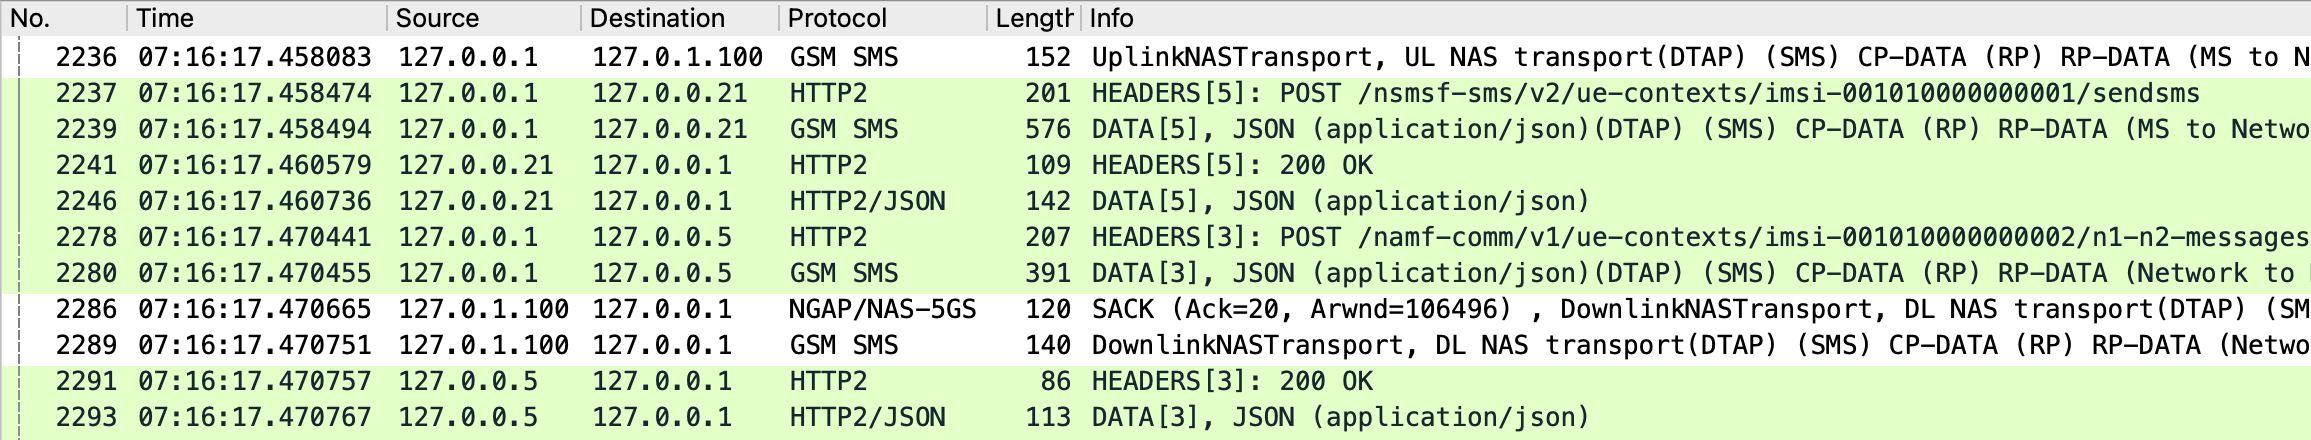 No. Time Source Destination Protocol Length Info
2236 07:16:17.458083 127.0.0.1 127.0.1.100 GSM SMS 152 UplinkNASTransport, UL NAS transport(DTAP) (SMS) CP-DATA (RP) RP-DATA (MS to N
2237 07:16:17.458474 127.0.0.1 127.0.0.21 HTTP2 201 HEADERS[5]: POST /nsmsf-sms/v2/ue-contexts/imsi-001010000000001/sendsms
2239 07:16:17.458494 127.0.0.1 127.0.0.21 GSM SMS 576 DATA[5], JSON (application/json)(DTAP) (SMS) CP-DATA (RP) RP-DATA (MS to Netwo
2241 07:16:17.460579 127.0.0.21 127.0.0.1 HTTP2 109 HEADERS[5]: 200 OK
2246 07:16:17.460736 127.0.0.21 127.0.0.1 HTTP2/JSON 142 DATA[5], JSON (application/json)
2278 07:16:17.470441 127.0.0.1 127.0.0.5 HTTP2 207 HEADERS[3]: POST /namf-comm/v1/ue-contexts/imsi-001010000000002/n1-n2-messages
2280 07:16:17.470455 127.0.0.1 127.0.0.5 GSM SMS 391 DATA[3], JSON (application/json)(DTAP) (SMS) CP-DATA (RP) RP-DATA (Network to
2286 07:16:17.470665 127.0.1.100 127.0.0.1 NGAP/NAS-5GS 120 SACK (Ack=20, Arwnd=106496) , DownlinkNASTransport, DL NAS transport(DTAP) (SM
2289 07:16:17.470751 127.0.1.100 127.0.0.1 GSM SMS 140 DownlinkNASTransport, DL NAS transport(DTAP) (SMS) CP-DATA (RP) RP-DATA (Netwo
2291 07:16:17.470757 127.0.0.5 127.0.0.1 HTTP2 86 HEADERS[3]: 200 OK
2293 07:16:17.470767 127.0.0.5 127.0.0.1 HTTP2/JSON 113 DATA[3], JSON (application/json)